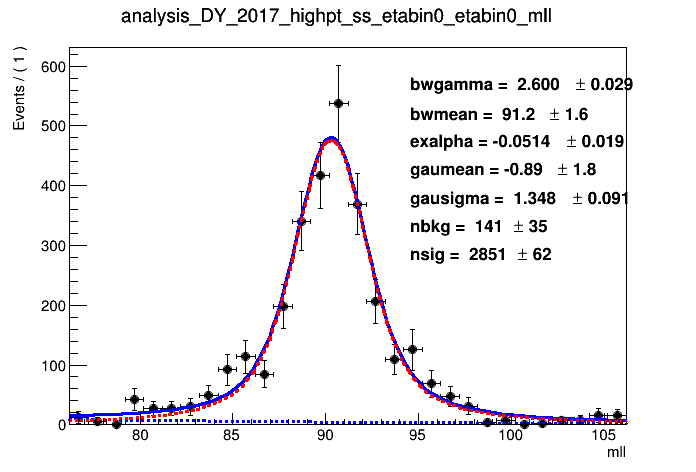 analysis_DY_2017_highpt_ss_etabin0_etabin0_mll
Events / ( 1 )
600
500
400
300
200
100
0
bwgamma = 2.600 ± 0.029
bwmean = 91.2 ± 1.6
exalpha = -0.0514 ± 0.019
gaumean = -0.89 ± 1.8
gausigma = 1.348 ± 0.091
nbkg = 141 ± 35
nsig = 2851 ± 62
80 85 90 95 100 105
mll